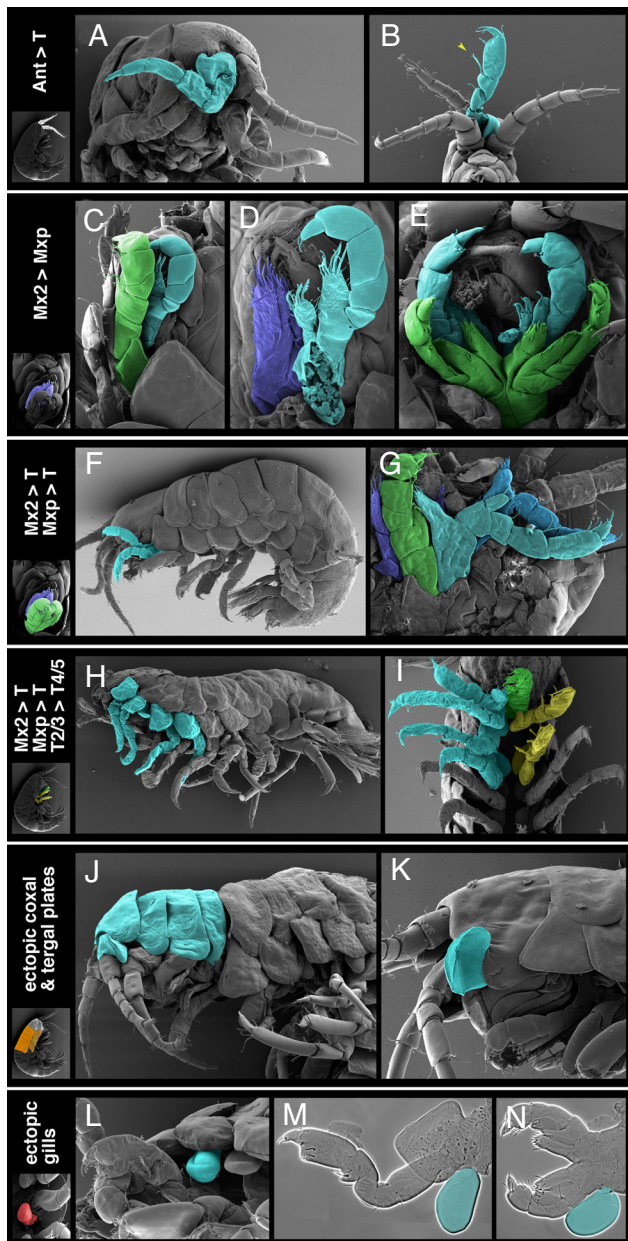 Ant > T
A
B
Mx2 > Mxp
C
D
E
Mx2 > T
Mxp > T
F
G
Mx2 > T
Mxp > T
T2/3 > T4/5
H
I
ectopic coxal
& tergal plates
J
K
ectopic
gills
L
M
N